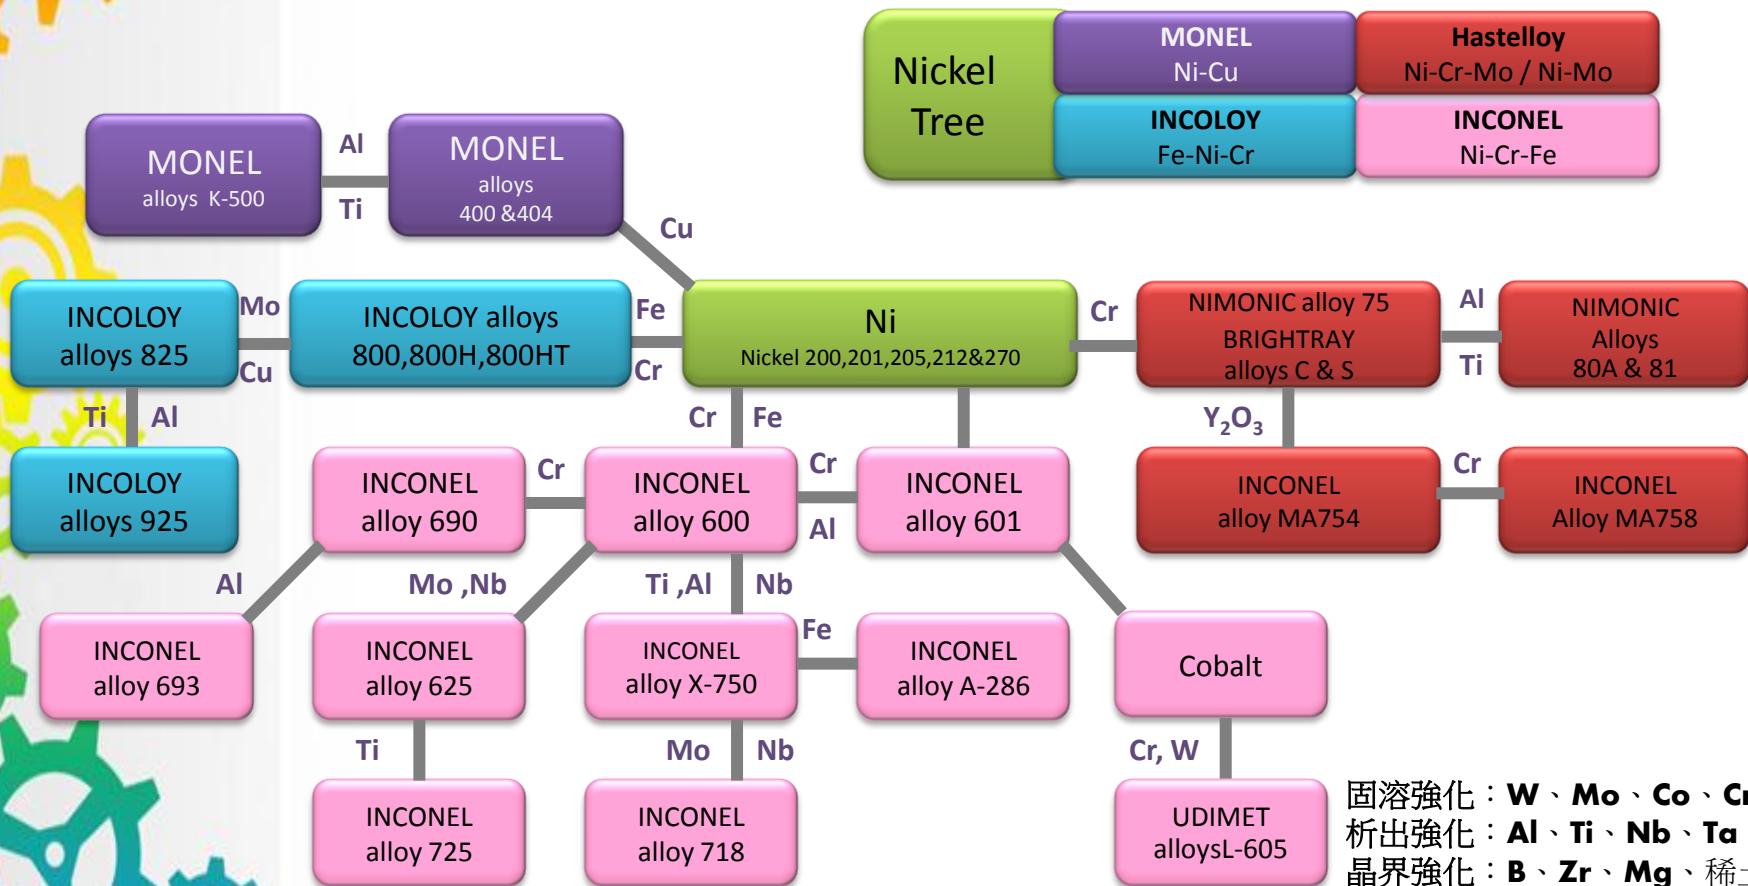 Nickel
Tree
MONEL
Ni-Cu
Hastelloy
Ni-Cr-Mo / Ni-Mo
INCOLOY
Fe-Ni-Cr
INCONEL
Ni-Cr-Fe
MONEL
alloys K-500
Al
Ti
MONEL
alloys
400 &404
Cu
INCOLOY
alloys 825
Mo
Cu
INCOLOY alloys
800,800H,800HT
Fe
Cr
Ni
Nickel 200,201,205,212&270
Cr
NIMONIC alloy 75
BRIGHTRAY
alloys C & S
Al
Ti
NIMONIC
Alloys
80A & 81
Ti Al
Cr Fe
Y₂O₃
INCOLOY
alloys 925
INCONEL
alloy 690
Cr
INCONEL
alloy 600
Cr
Al
INCONEL
alloy 601
INCONEL
alloy MA754
Cr
INCONEL
Alloy MA758
Al
Mo ,Nb
Ti ,Al Nb
INCONEL
alloy 693
INCONEL
alloy 625
INCONEL
alloy X-750
Fe
INCONEL
alloy A-286
Cobalt
Ti
Mo Nb
Cr, W
INCONEL
alloy 725
INCONEL
alloy 718
UDIMET
alloysL-605
固溶強化：W、Mo、Co、Cr
析出強化：Al、Ti、Nb、Ta
晶界強化：B、Zr、Mg、稀土